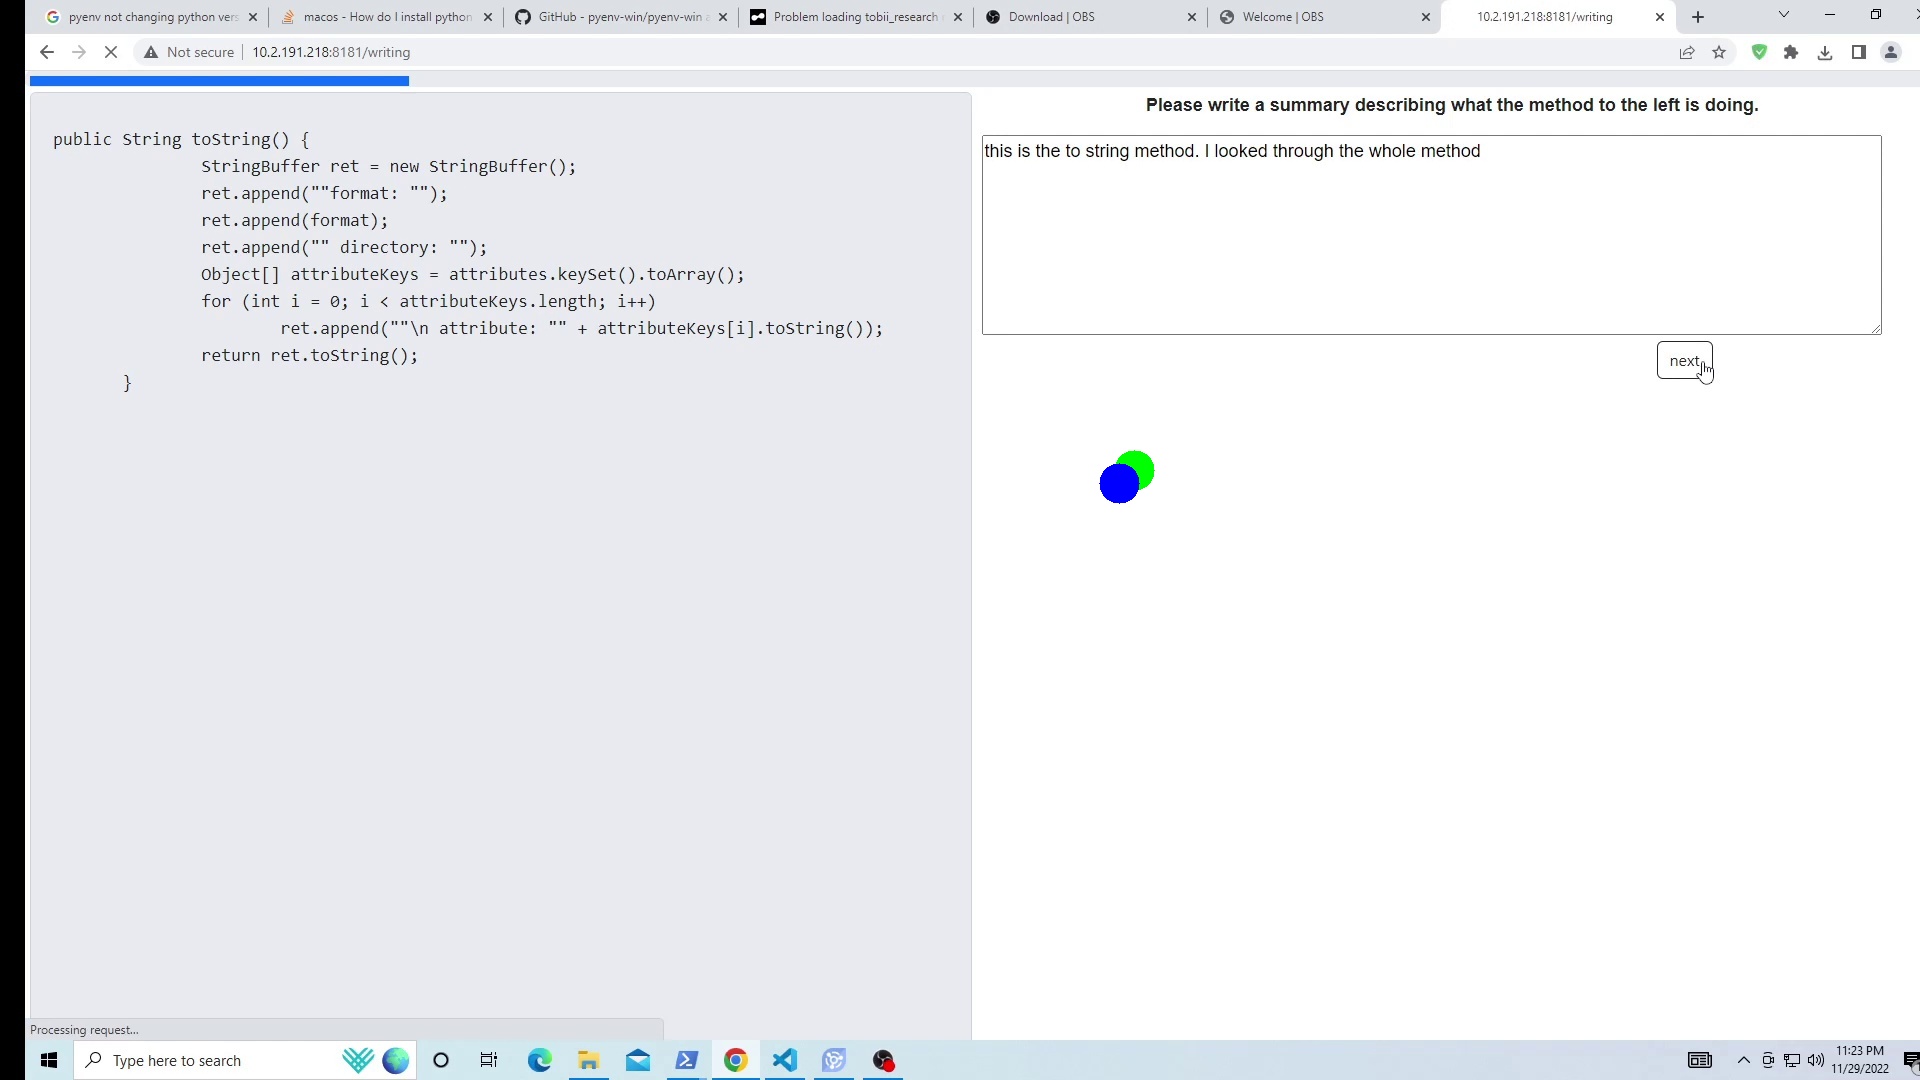 pyenv not changing python vers
macos - How do I install python
GitHub - pyenv-win/pyenv-win a
Problem loading tobii_research
Download | OBS
Welcome | OBS
10.2.191.218:8181/writing
Not secure
10.2.191.218:8181/writing
public String toString() {
StringBuffer ret = new StringBuffer();
ret.append(""format: "");
ret.append(format);
ret.append("" directory: "");
Object[] attributeKeys = attributes.keySet().toArray();
for (int i = 0; i < attributeKeys.length; i++)
ret.append(""\n attribute: "" + attributeKeys[i].toString());
return ret.toString();
}
Please write a summary describing what the method to the left is doing.
this is the to string method. I looked through the whole method
next
Processing request...
Type here to search
11:23 PM
11/29/2022